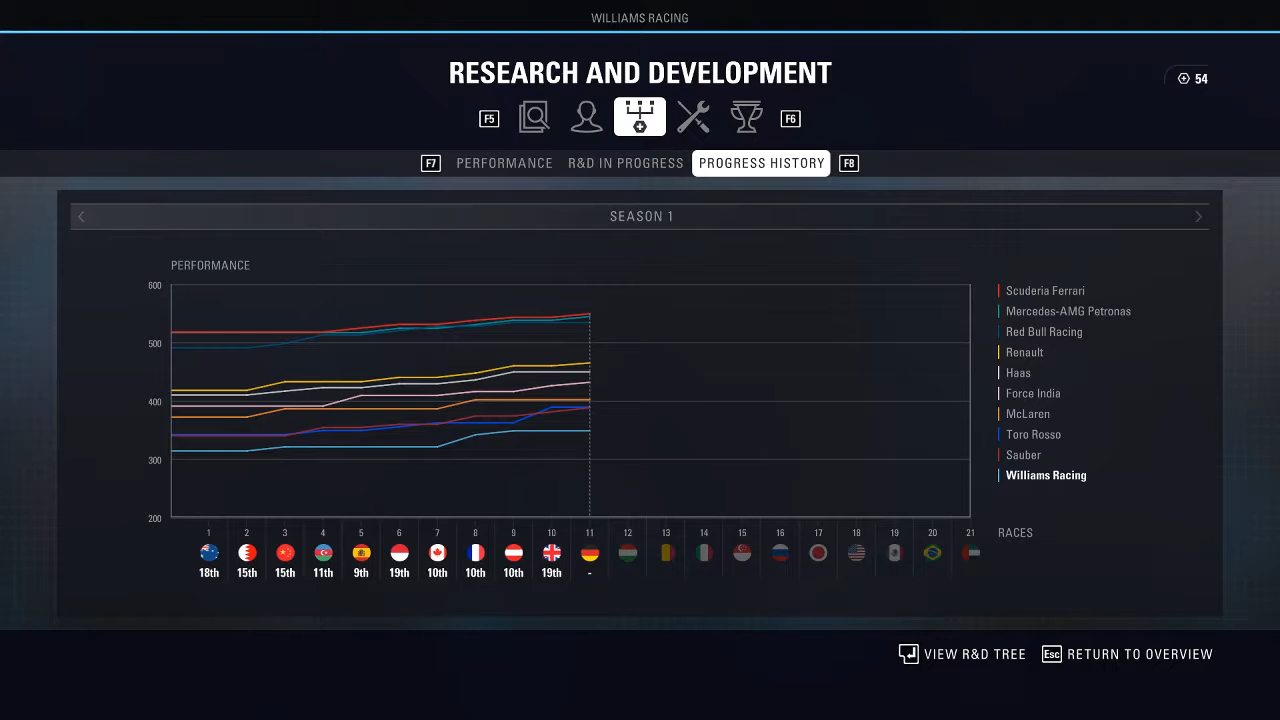 WILLIAMS RACING
RESEARCH AND DEVELOPMENT
54
F5 F6
F7 PERFORMANCE R&D IN PROGRESS PROGRESS HISTORY F8
SEASON 1
PERFORMANCE
600
500
400
300
200
Scuderia Ferrari
Mercedes-AMG Petronas
Red Bull Racing
Renault
Haas
Force India
McLaren
Toro Rosso
Sauber
Williams Racing
1 2 3 4 5 6 7 8 9 10 11 12 13 14 15 16 17 18 19 20 21 RACES
18th 15th 15th 11th 9th 19th 10th 10th 10th 19th -
VIEW R&D TREE Esc RETURN TO OVERVIEW